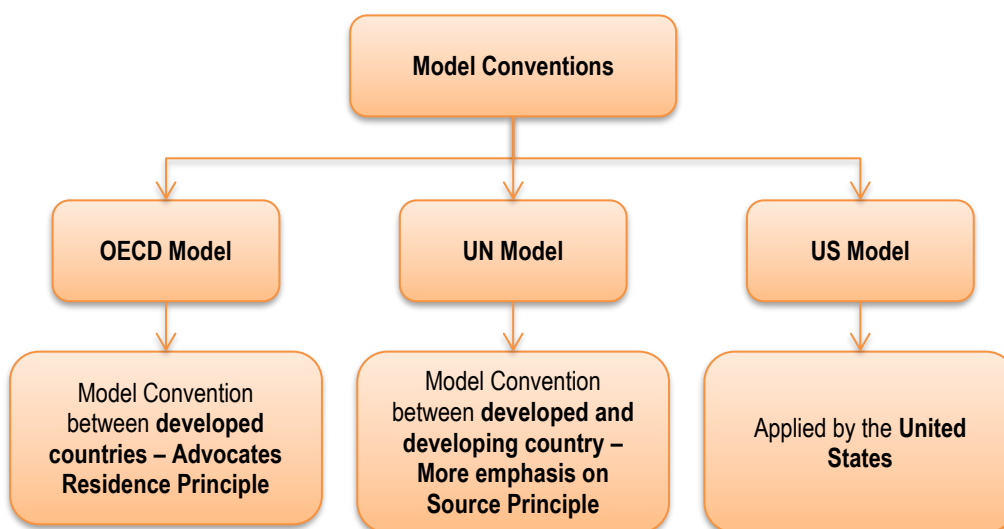 Model Conventions
OECD Model
UN Model
US Model
Model Convention
between developed
countries – Advocates
Residence Principle
Model Convention
between developed and
developing country –
More emphasis on
Source Principle
Applied by the United
States